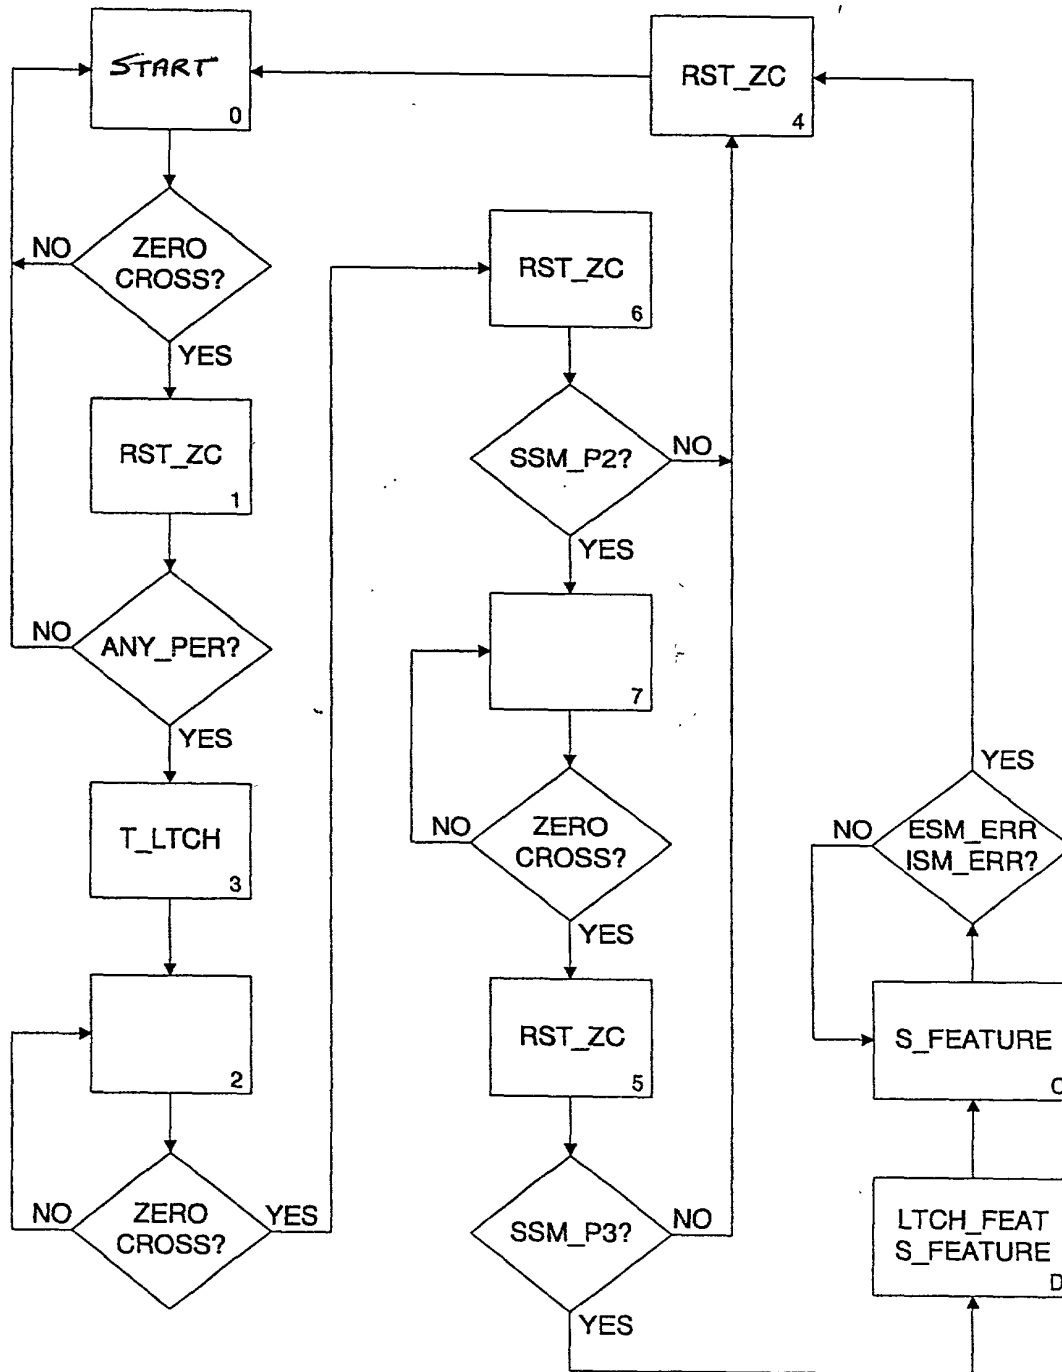 START
0
ZERO
CROSS?
NO
YES
RST_ZC
1
ANY_PER?
NO
YES
T_LTCH
3
2
ZERO
CROSS?
NO
YES
RST_ZC
4
RST_ZC
6
SSM_P2?
NO
YES
7
ZERO
CROSS?
NO
YES
RST_ZC
5
SSM_P3?
NO
YES
YES
NO
ESM_ERR
ISM_ERR?
S_FEATURE
C
LTCH_FEAT
S_FEATURE
D